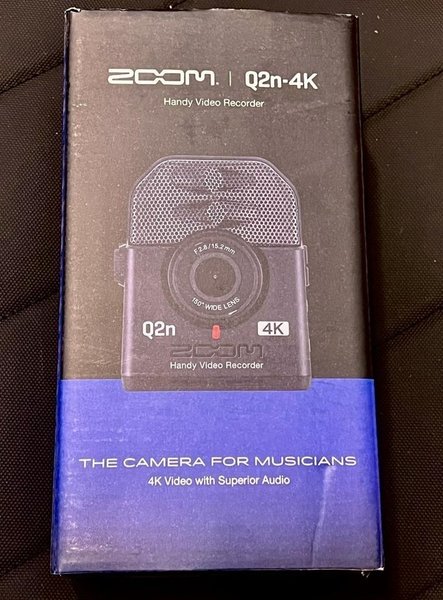 ZOOM. | Q2n-4K
Handy Video Recorder
F2.8/15.2mm
150° WIDE LENS
Q2n
4K
ZOOM
Handy Video Recorder
THE CAMERA FOR MUSICIANS
4K Video with Superior Audio